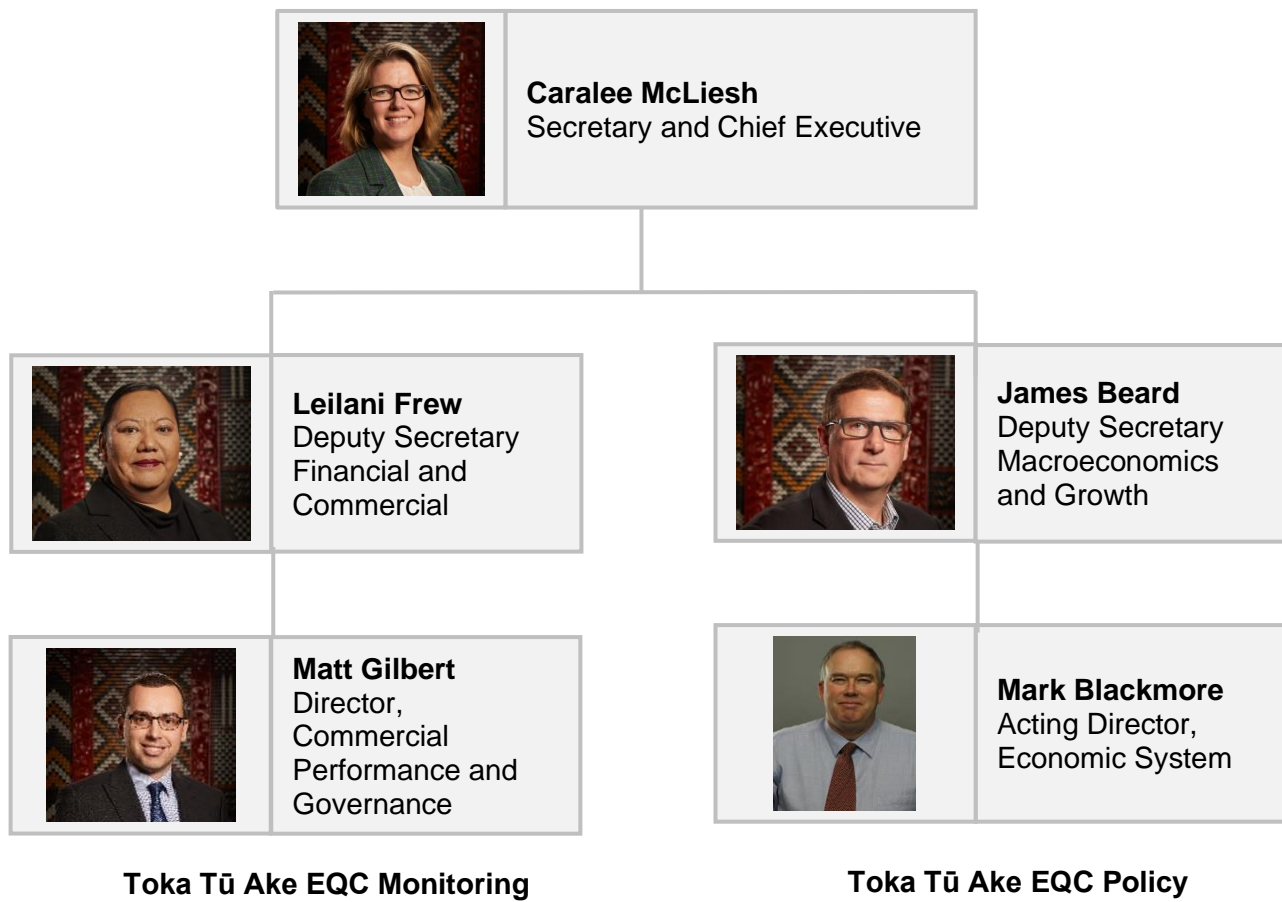 Caralee McLiesh
Secretary and Chief Executive
Leilani Frew
Deputy Secretary
Financial and
Commercial
James Beard
Deputy Secretary
Macroeconomics
and Growth
Matt Gilbert
Director,
Commercial
Performance and
Governance
Mark Blackmore
Acting Director,
Economic System
Toka Tū Ake EQC Monitoring
Toka Tū Ake EQC Policy